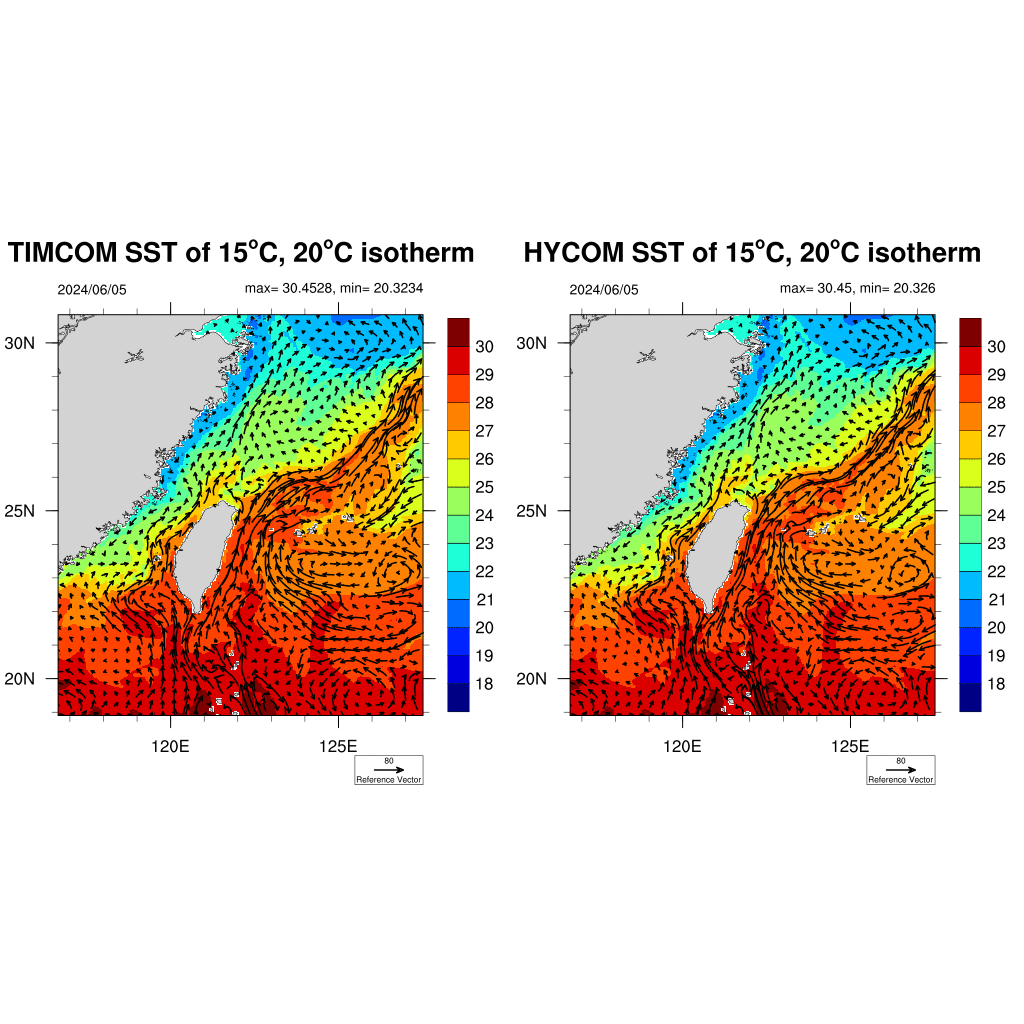 TIMCOM SST of 15°C, 20°C isotherm
2024/06/05 max= 30.4528, min= 20.3234
30N
25N
20N
120E 125E
30
29
28
27
26
25
24
23
22
21
20
19
18
80
Reference Vector
HYCOM SST of 15°C, 20°C isotherm
2024/06/05 max= 30.45, min= 20.326
30N
25N
20N
120E 125E
30
29
28
27
26
25
24
23
22
21
20
19
18
80
Reference Vector